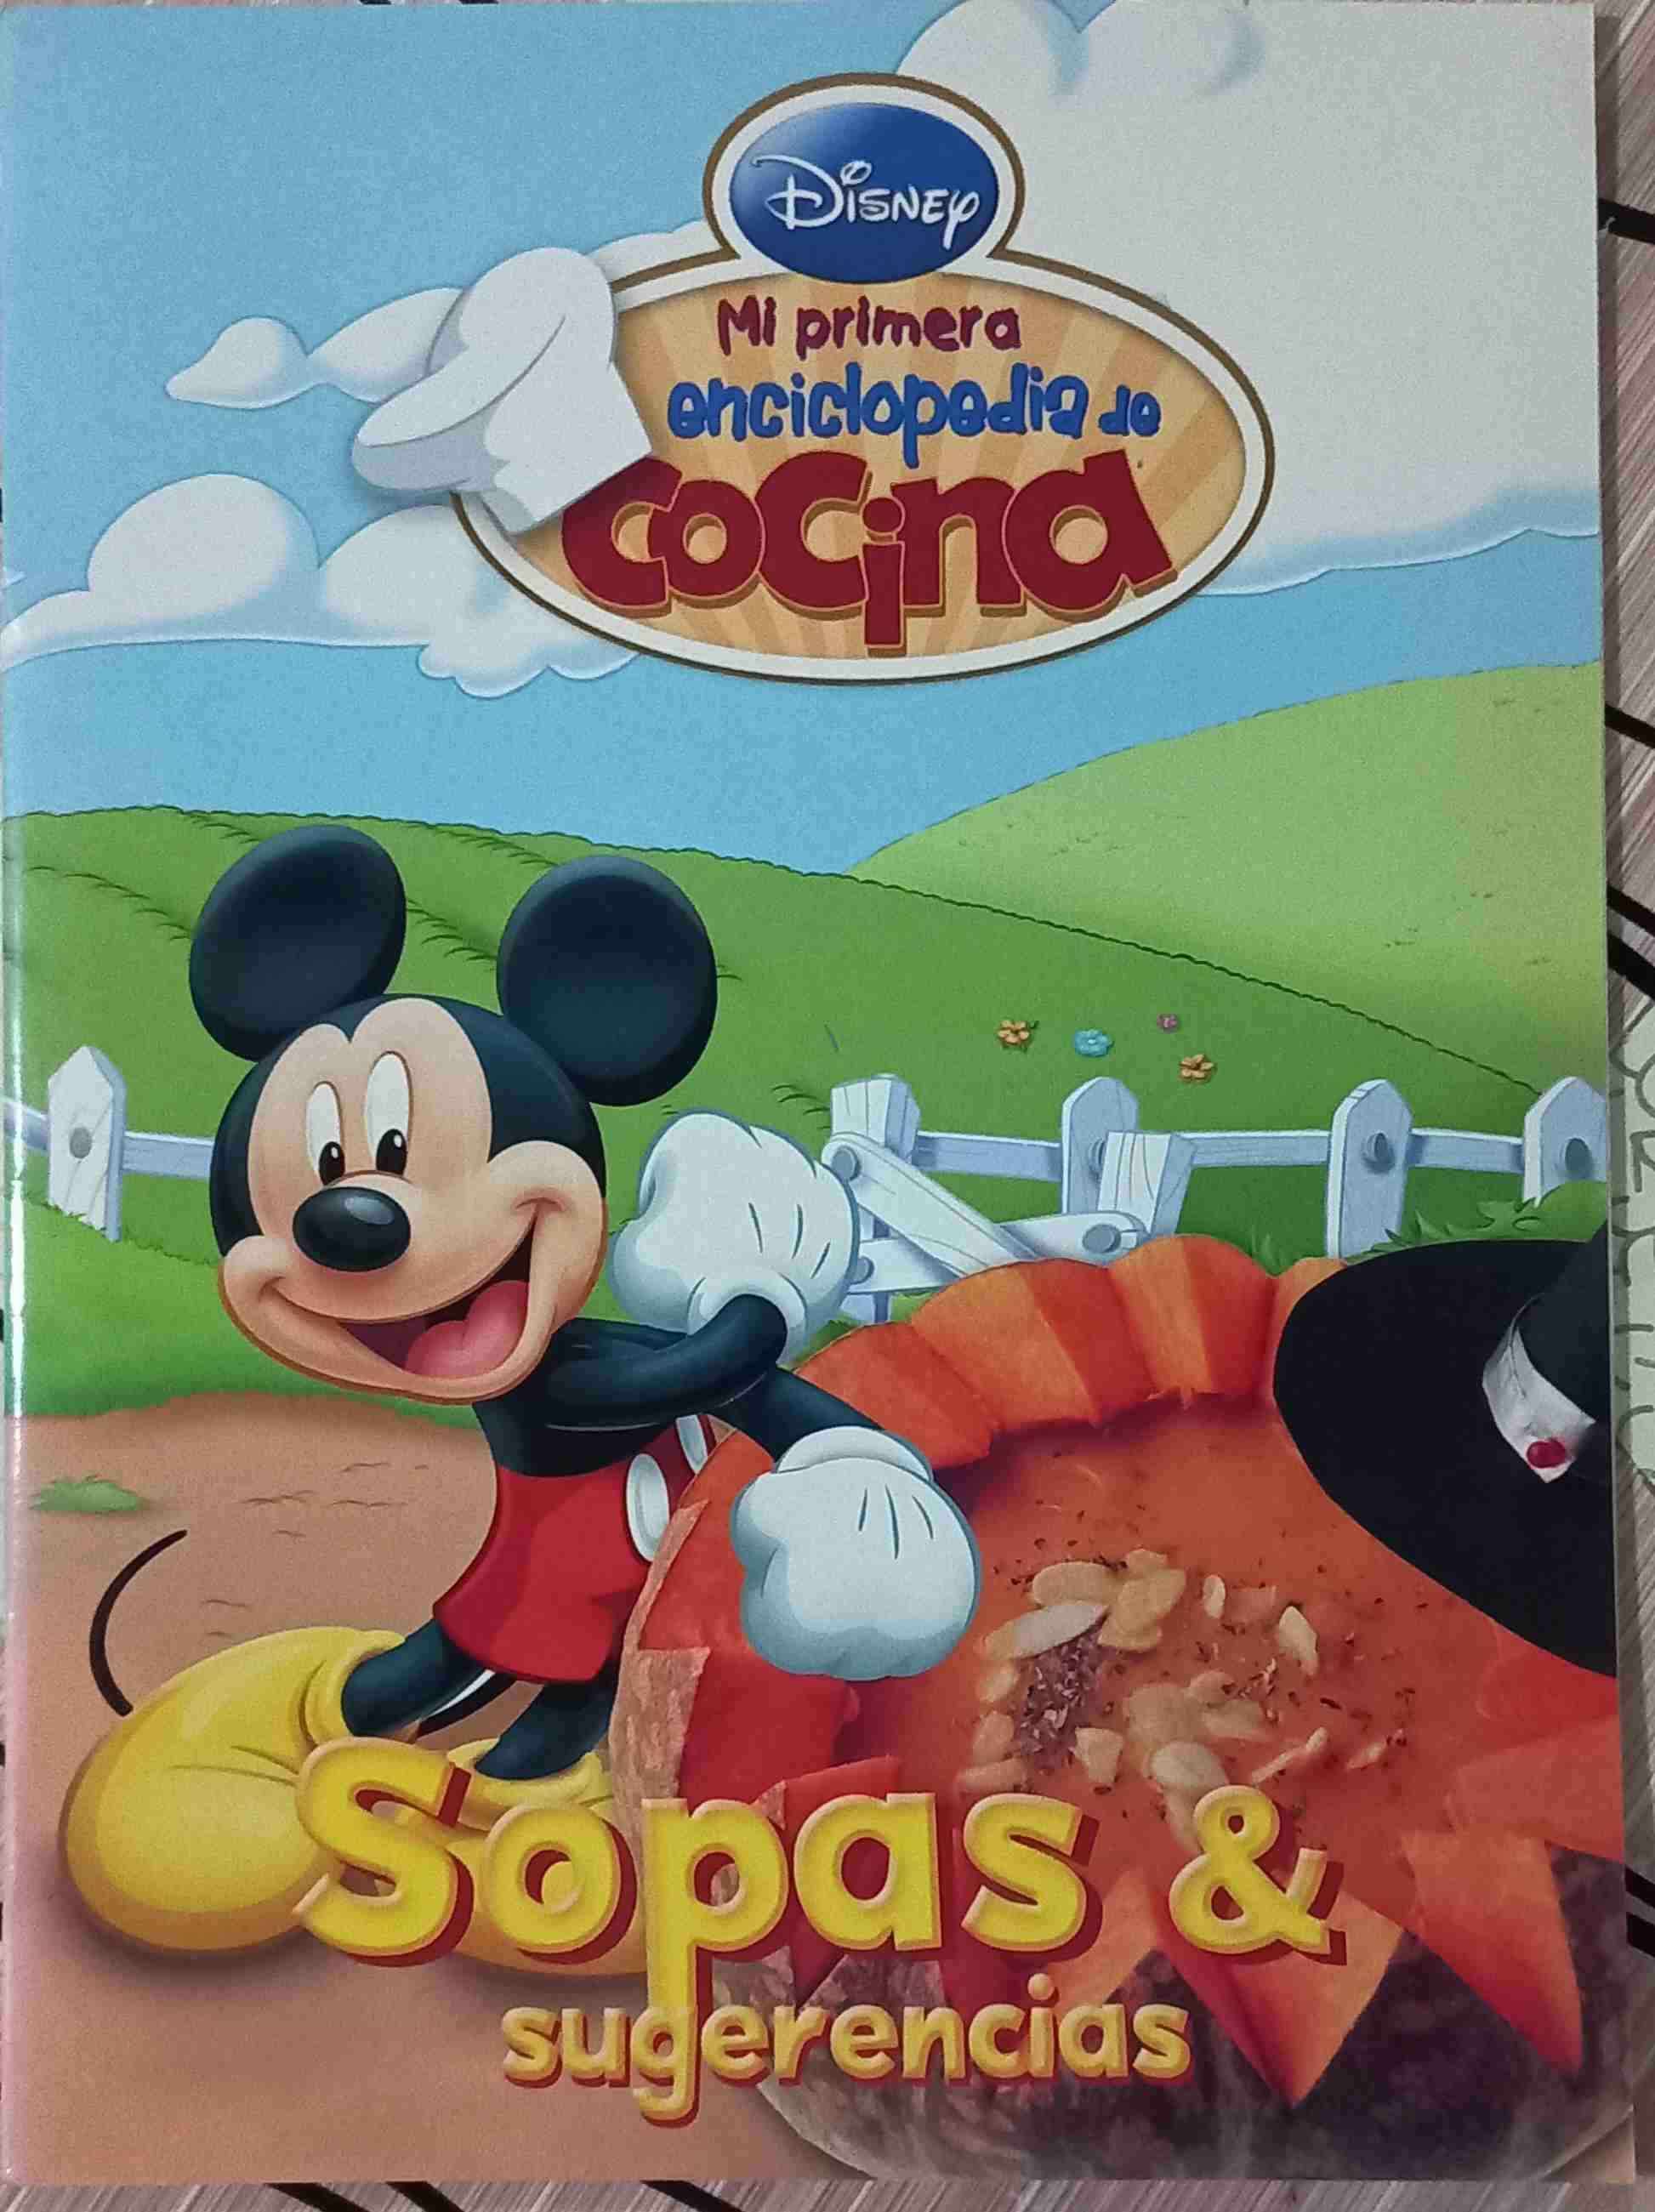 Disney
Mi primera
enciclopedia de
cocina
Sopas &
sugerencias